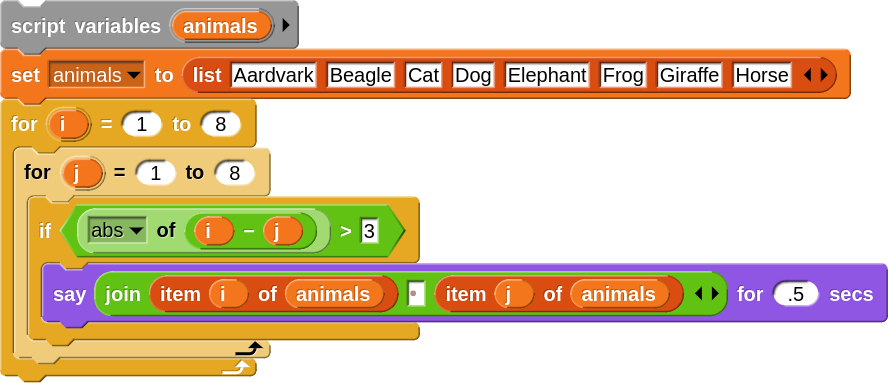 script variables animals
set animals to list Aardvark Beagle Cat Dog Elephant Frog Giraffe Horse
for i = 1 to 8
for j = 1 to 8
if abs of i − j > 3
say join item i of animals item j of animals for .5 secs